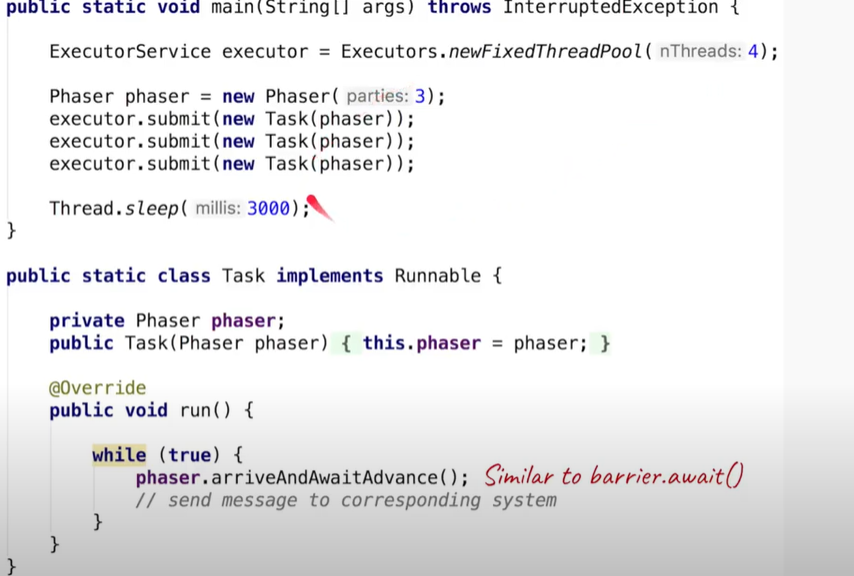 public static void main(String[] args) throws InterruptedException {
ExecutorService executor = Executors.newFixedThreadPool( nThreads: 4);
Phaser phaser = new Phaser( parties: 3);
executor.submit(new Task(phaser));
executor.submit(new Task(phaser));
executor.submit(new Task(phaser));
Thread.sleep( millis: 3000);
}
public static class Task implements Runnable {
private Phaser phaser;
public Task(Phaser phaser) { this.phaser = phaser; }
@Override
public void run() {
while (true) {
phaser.arriveAndAwaitAdvance(); Similar to barrier.await()
// send message to corresponding system
}
}
}